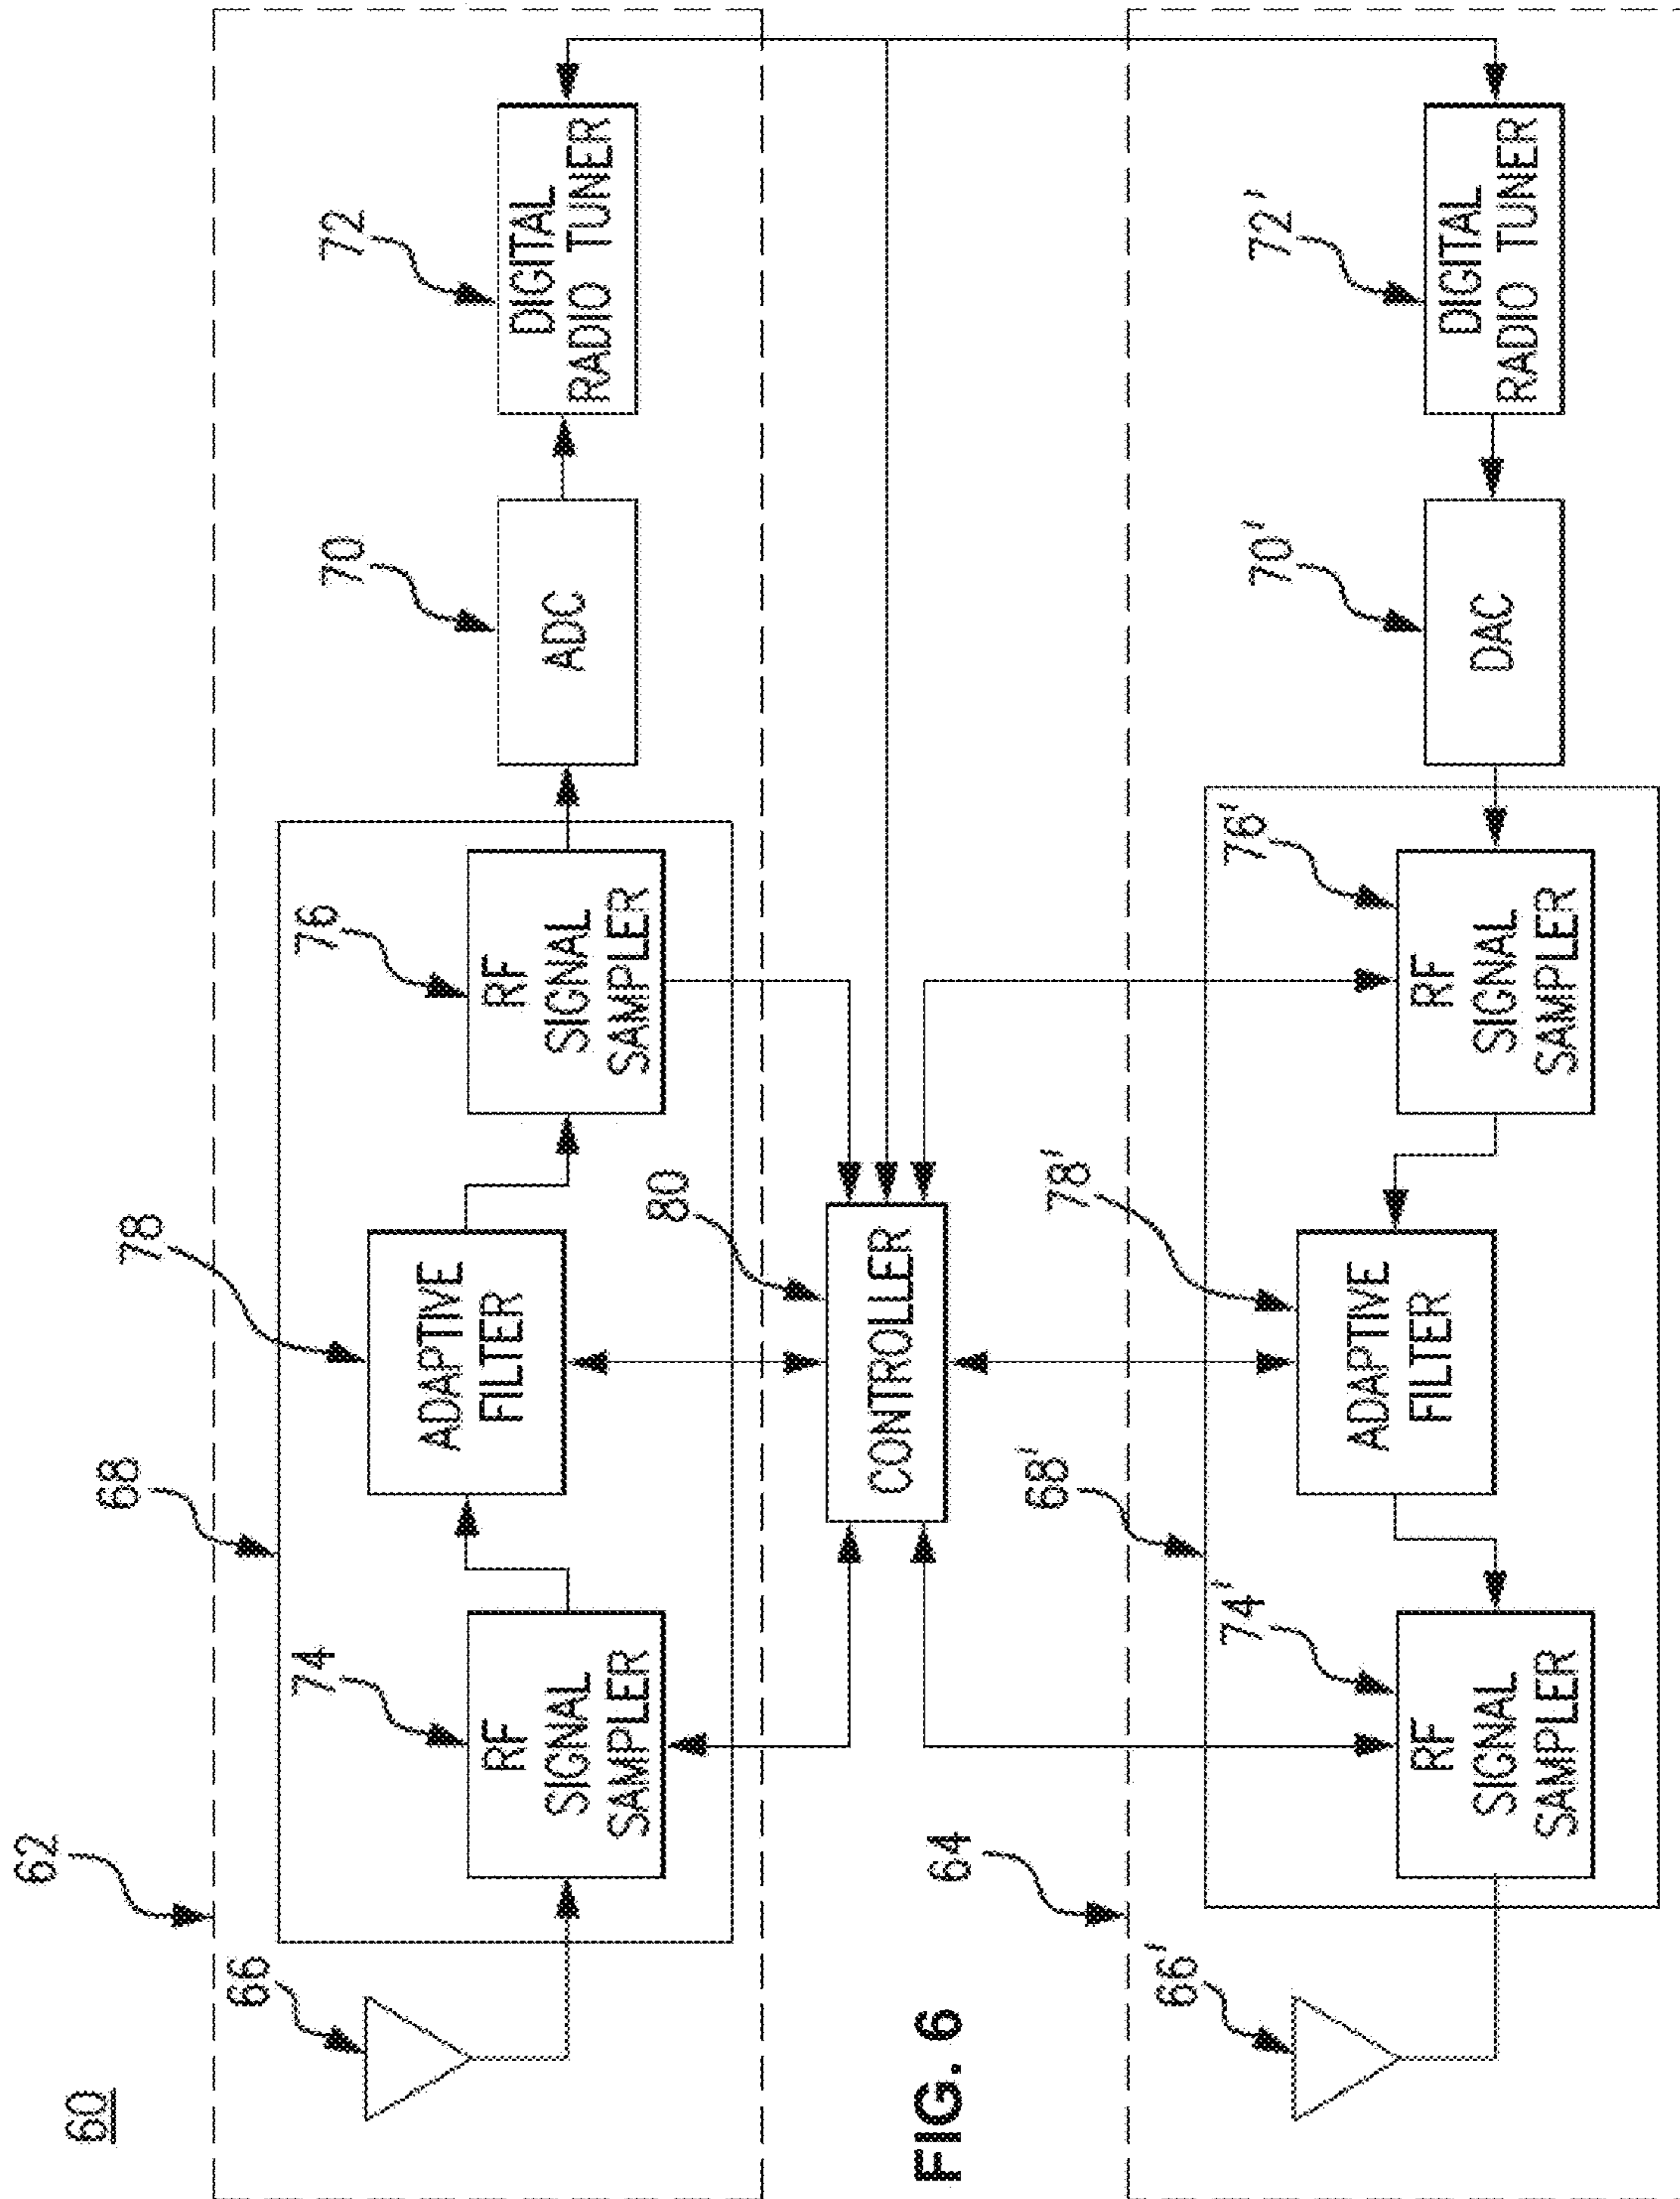 60
62
66
68
74
RF
SIGNAL
SAMPLER
78
ADAPTIVE
FILTER
76
RF
SIGNAL
SAMPLER
70
ADC
72
DIGITAL
RADIO TUNER
80
CONTROLLER
FIG. 6
64
66'
68'
74'
RF
SIGNAL
SAMPLER
78'
ADAPTIVE
FILTER
76'
RF
SIGNAL
SAMPLER
70'
DAC
72'
DIGITAL
RADIO TUNER